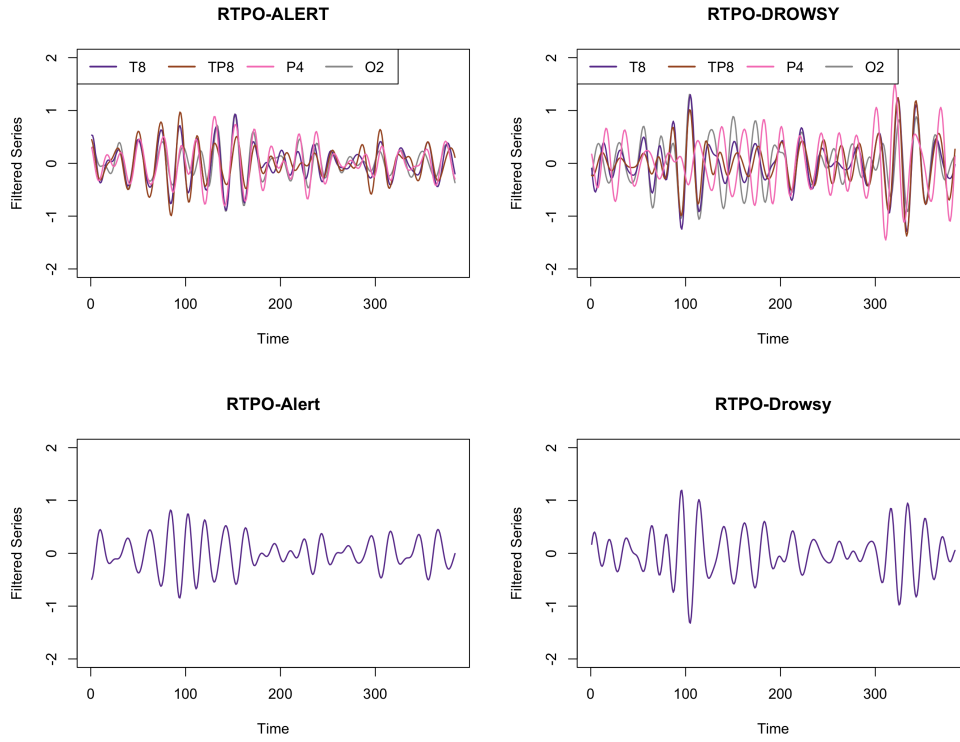 RTPO-ALERT
T8 TP8 P4 O2
Filtered Series
2
1
0
-1
-2
0 100 200 300
Time
RTPO-DROWSY
T8 TP8 P4 O2
Filtered Series
2
1
0
-1
-2
0 100 200 300
Time
RTPO-Alert
Filtered Series
2
1
0
-1
-2
0 100 200 300
Time
RTPO-Drowsy
Filtered Series
2
1
0
-1
-2
0 100 200 300
Time